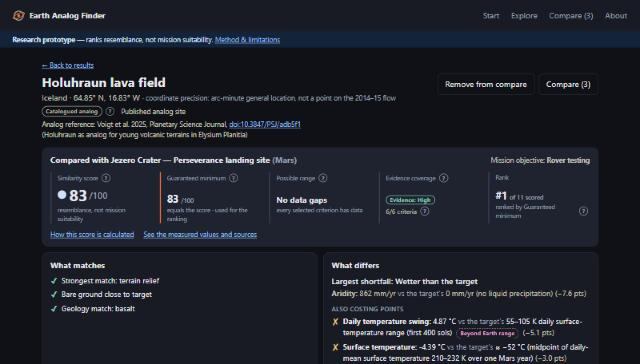 Earth Analog Finder
Start Explore Compare (3) About
Research prototype — ranks resemblance, not mission suitability. Method & limitations
← Back to results
Holuhraun lava field
Remove from compare Compare (3)
Iceland · 64.85° N, 16.83° W · coordinate precision: arc-minute general location, not a point on the 2014–15 flow
Catalogued analog ? Published analog site
Analog reference: Voigt et al. 2025, Planetary Science Journal, doi:10.3847/PSJ/adb5f1
(Holuhraun as analog for young volcanic terrains in Elysium Planitia)
Compared with Jezero Crater — Perseverance landing site (Mars)
Mission objective: Rover testing
Similarity score ?
83 /100
resemblance, not mission suitability
Guaranteed minimum ?
83 /100
equals the score · used for the ranking
Possible range ?
No data gaps
every selected criterion has data
Evidence coverage ?
Evidence: High
6/6 criteria ?
Rank
#1 of 11 scored
ranked by Guaranteed minimum ?
How this score is calculated See the measured values and sources
What matches
✓ Strongest match: terrain relief
✓ Bare ground close to target
✓ Geology match: basalt
What differs
Largest shortfall: Wetter than the target
Aridity: 862 mm/yr vs the target's 0 mm/yr (no liquid precipitation) (−7.6 pts)
ALSO COSTING POINTS
✗ Daily temperature swing: 4.87 °C vs the target's 55–105 K daily surface-
temperature range (first 400 sols) Beyond Earth range (−5.1 pts)
✗ Surface temperature: -4.39 °C vs the target's ≈ −52 °C (midpoint of daily-
mean surface temperature 210–232 K over one Mars year) (−3.0 pts)